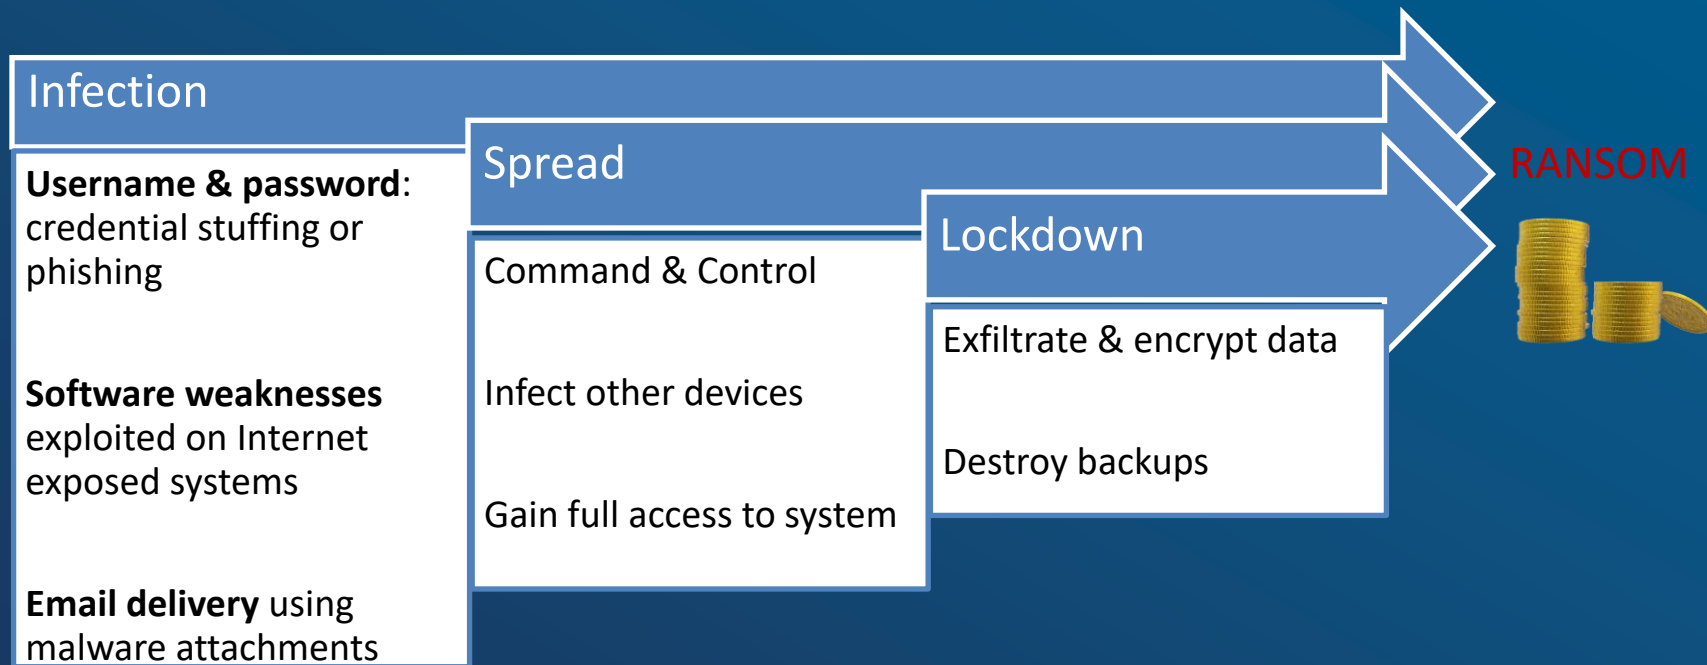 Infection
Username & password:
credential stuffing or
phishing
Software weaknesses
exploited on Internet
exposed systems
Email delivery using
malware attachments
Spread
Command & Control
Infect other devices
Gain full access to system
Lockdown
Exfiltrate & encrypt data
Destroy backups
RANSOM